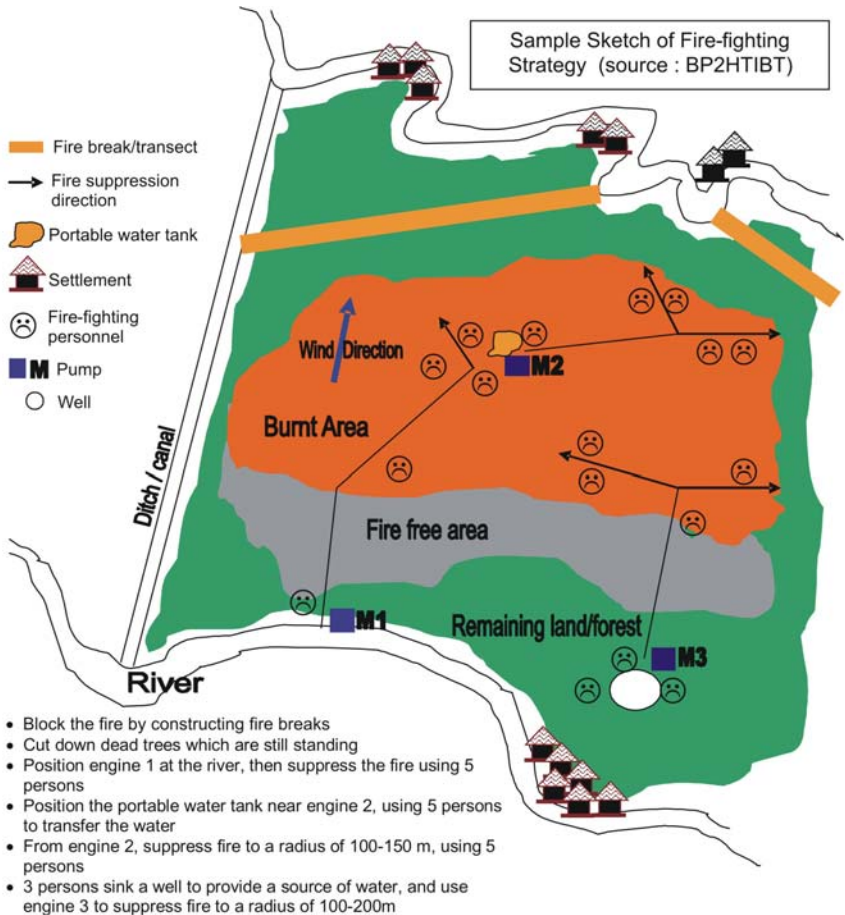 Sample Sketch of Fire-fighting
Strategy (source : BP2HTIBT)
Fire break/transect
Fire suppression
direction
Portable water tank
Settlement
Fire-fighting
personnel
M Pump
Well
Wind Direction
M2
Burnt Area
Ditch / canal
Fire free area
M1
Remaining land/forest
M3
River
• Block the fire by constructing fire breaks
• Cut down dead trees which are still standing
• Position engine 1 at the river, then suppress the fire using 5
persons
• Position the portable water tank near engine 2, using 5 persons
to transfer the water
• From engine 2, suppress fire to a radius of 100-150 m, using 5
persons
• 3 persons sink a well to provide a source of water, and use
engine 3 to suppress fire to a radius of 100-200m